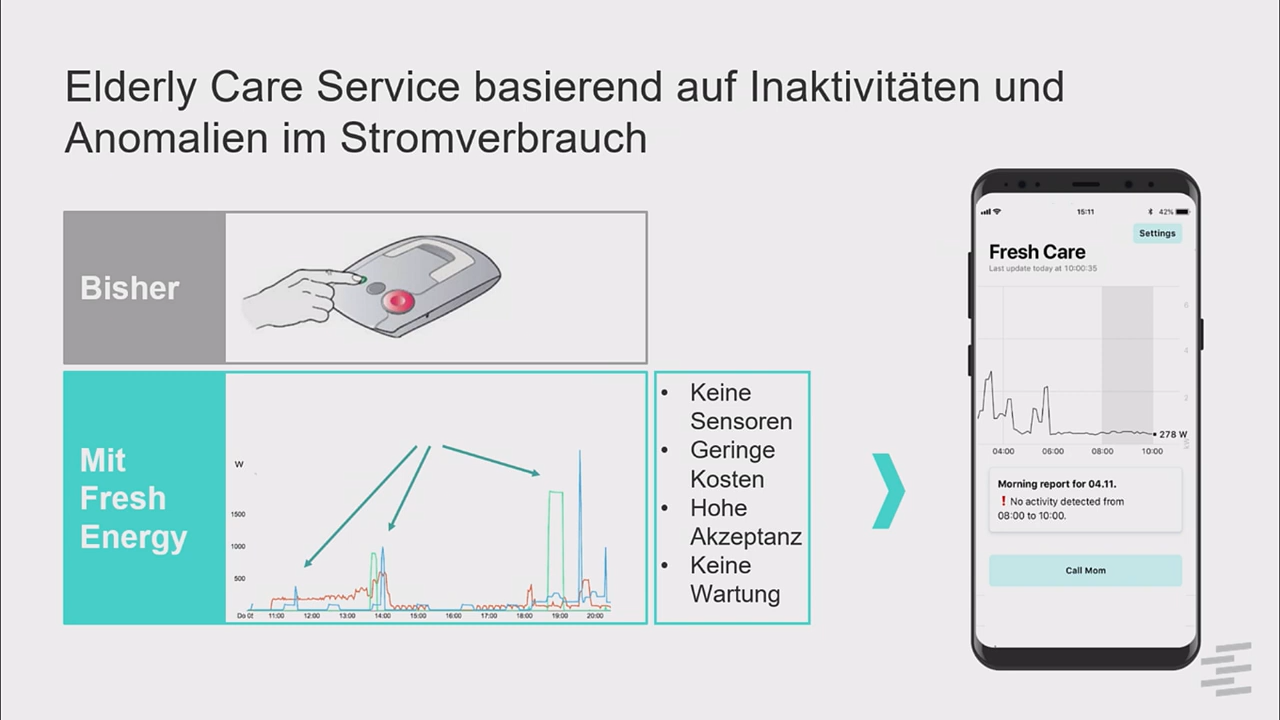 Elderly Care Service basierend auf Inaktivitäten und
Anomalien im Stromverbrauch
Bisher
Mit
Fresh
Energy
W
1500
1000
500
11:00 12:00 13:00 14:00 15:00 16:00 17:00 18:00 19:00 20:00
• Keine
Sensoren
• Geringe
Kosten
• Hohe
Akzeptanz
• Keine
Wartung
15:11
42%
Settings
Fresh Care
Last update today at 10:00:35
6
4
2
278 W
04:00 06:00 08:00 10:00
Morning report for 04.11.
❗ No activity detected from
08:00 to 10:00.
Call Mom